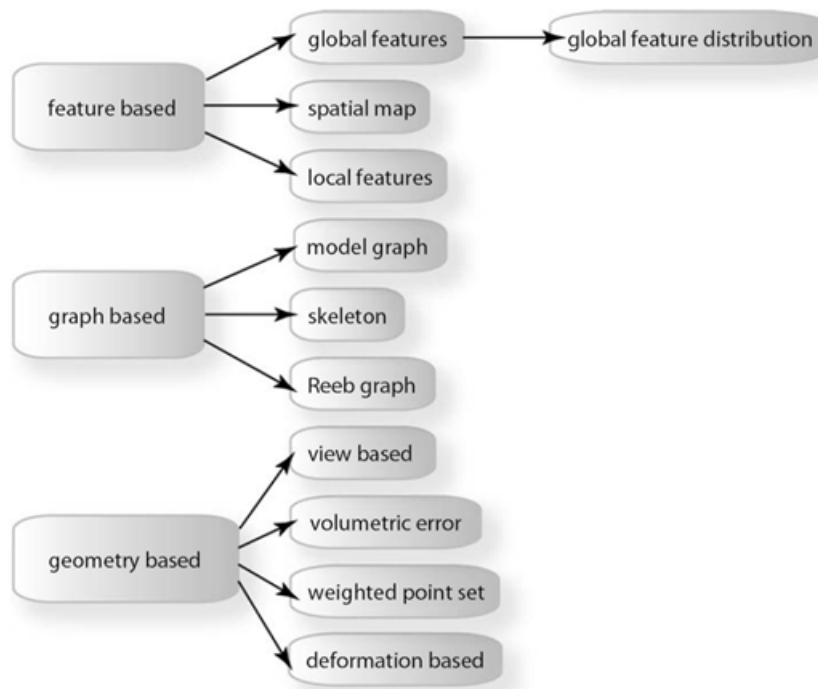 global features
global feature distribution
feature based
spatial map
local features
model graph
graph based
skeleton
Reeb graph
view based
volumetric error
geometry based
weighted point set
deformation based